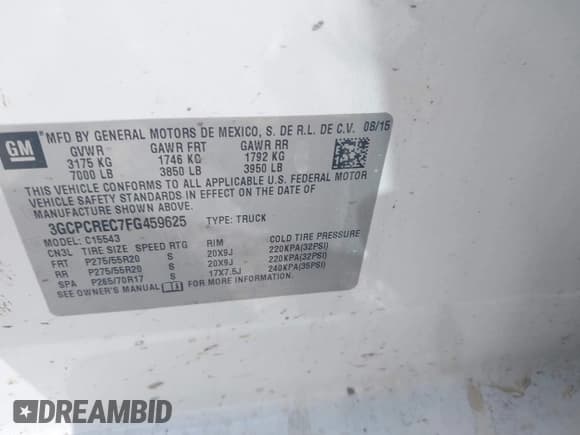 GM
MFD BY GENERAL MOTORS DE MEXICO, S. DE R.L. DE C.V. 08/15
GVWR GAWR FRT GAWR RR
3175 KG 1746 KG 1792 KG
7000 LB 3850 LB 3950 LB
THIS VEHICLE CONFORMS TO ALL APPLICABLE U.S. FEDERAL MOTOR
VEHICLE SAFETY STANDARDS IN EFFECT ON THE DATE OF
MANUFACTURE SHOWN ABOVE.
3GCPCREC7FG459625 TYPE: TRUCK
MODEL: C15543
CN3L TIRE SIZE SPEED RTG RIM COLD TIRE PRESSURE
FRT P275/55R20 S 20X9J 220KPA(32PSI)
RR P275/55R20 S 20X9J 220KPA(32PSI)
SPA P265/70R17 S 17X7.5J 240KPA(35PSI)
SEE OWNER'S MANUAL
DREAMBID